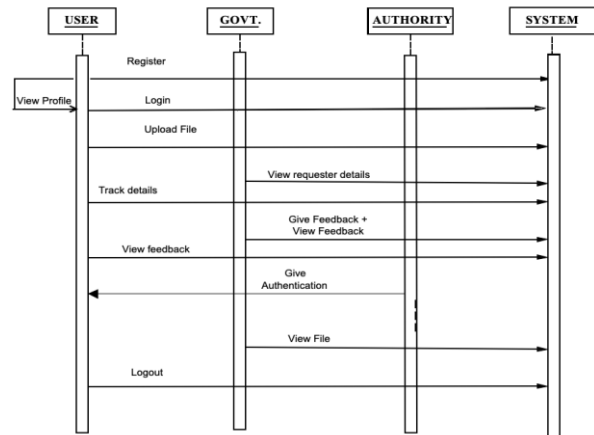 USER
GOVT.
AUTHORITY
SYSTEM
Register
View Profile
Login
Upload File
View requester details
Track details
Give Feedback +
View Feedback
View feedback
Give
Authentication
View File
Logout